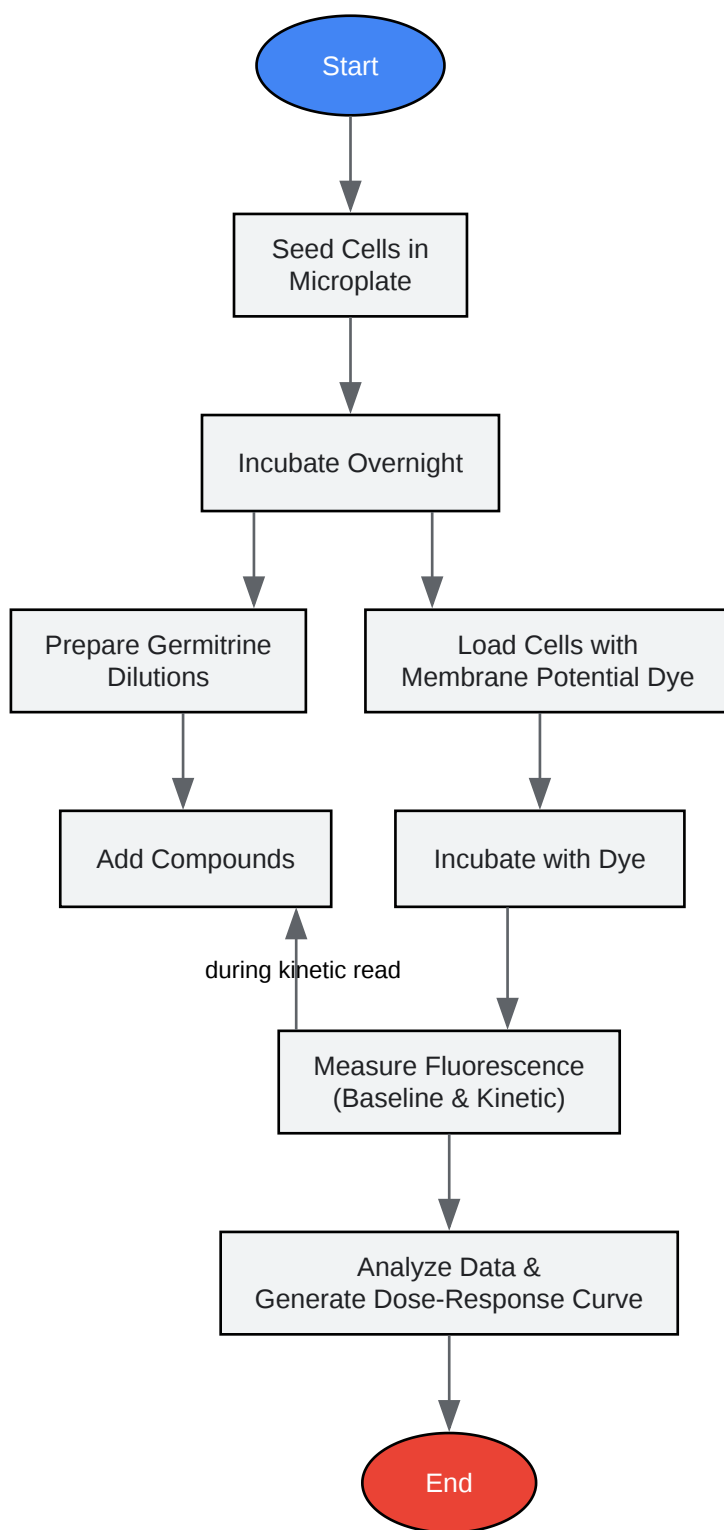 Start
Seed Cells in
Microplate
Incubate Overnight
Prepare Germitrine
Dilutions
Load Cells with
Membrane Potential Dye
Add Compounds
Incubate with Dye
during kinetic read
Measure Fluorescence
(Baseline & Kinetic)
Analyze Data &
Generate Dose-Response Curve
End